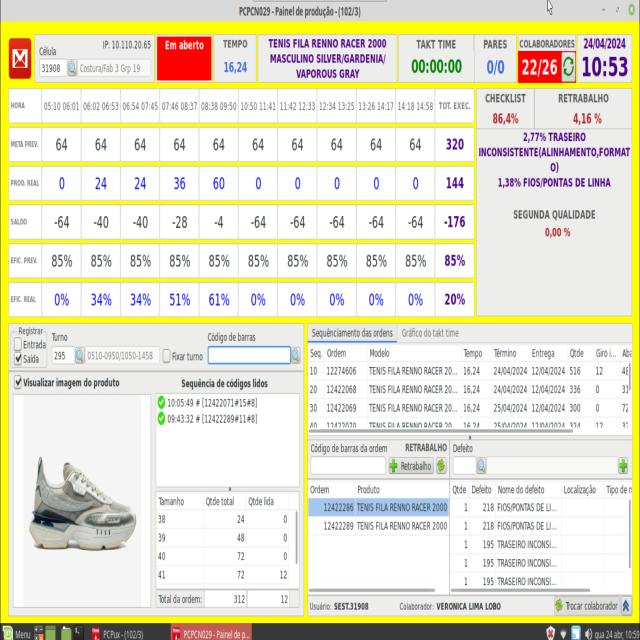 PCPCN029 - Painel de produção - (102/3)
Célula
IP: 10.110.20.65
31908 Costura/Fab 3 Grp 19
Em aberto
TEMPO
16,24
TENIS FILA RENNO RACER 2000
MASCULINO SILVER/GARDENIA/
VAPOROUS GRAY
TAKT TIME
00:00:00
PARES
0/0
COLABORADORES
22/26
24/04/2024
10:53
HORA 05:10 06:01 06:02 06:53 06:54 07:45 07:46 08:37 08:38 09:50 10:50 11:41 11:42 12:33 12:34 13:25 13:26 14:17 14:18 14:58 TOT. EXEC.
META PREV. 64 64 64 64 64 64 64 64 64 64 320
PROD. REAL 0 24 24 36 60 0 0 0 0 0 144
SALDO -64 -40 -40 -28 -4 -64 -64 -64 -64 -64 -176
EFIC. PREV. 85% 85% 85% 85% 85% 85% 85% 85% 85% 85% 85%
EFIC. REAL 0% 34% 34% 51% 61% 0% 0% 0% 0% 0% 20%
CHECKLIST RETRABALHO
86,4% 4,16 %
2,77% TRASEIRO
INCONSISTENTE(ALINHAMENTO,FORMAT
O)
1,38% FIOS/PONTAS DE LINHA
SEGUNDA QUALIDADE
0,00 %
Registrar
Entrada
Saída
Turno
295 0510-0950/1050-1458
Fixar turno
Código de barras
Visualizar imagem do produto
Sequência de códigos lidos
10:05:49 # [12422071#15#8]
09:43:32 # [12422289#11#8]
Tamanho Qtde total Qtde lida
38 24 0
39 48 0
40 72 0
41 72 12
Total da ordem: 312 12
Sequênciamento das ordens Gráfico do takt time
Seq. Ordem Modelo Tempo Término Entrega Qtde Giro i...
10 12274606 TENIS FILA RENNO RACER 20... 16,24 24/04/2024 12/04/2024 516 12
20 12422068 TENIS FILA RENNO RACER 20... 16,24 24/04/2024 12/04/2024 336 0
30 12422069 TENIS FILA RENNO RACER 20... 16,24 25/04/2024 12/04/2024 300 0
40 12422070 TENIS FILA RENNO RACER 20... 16,24 25/04/2024 12/04/2024 324 12
Código de barras da ordem RETRABALHO
Retrabalho
Defeito
Ordem Produto
12422286 TENIS FILA RENNO RACER 2000
12422289 TENIS FILA RENNO RACER 2000
Qtde Defeito Nome do defeito Localização Tipo de
1 218 FIOS/PONTAS DE LI...
1 218 FIOS/PONTAS DE LI...
1 195 TRASEIRO INCONSI...
1 195 TRASEIRO INCONSI...
1 195 TRASEIRO INCONSI...
Usuário: SEST.31908 Colaborador: VERONICA LIMA LOBO
Trocar colaborador
Menu PCPux - (102/3) PCPCN029 - Painel de p... qua 24 abr, 10:59